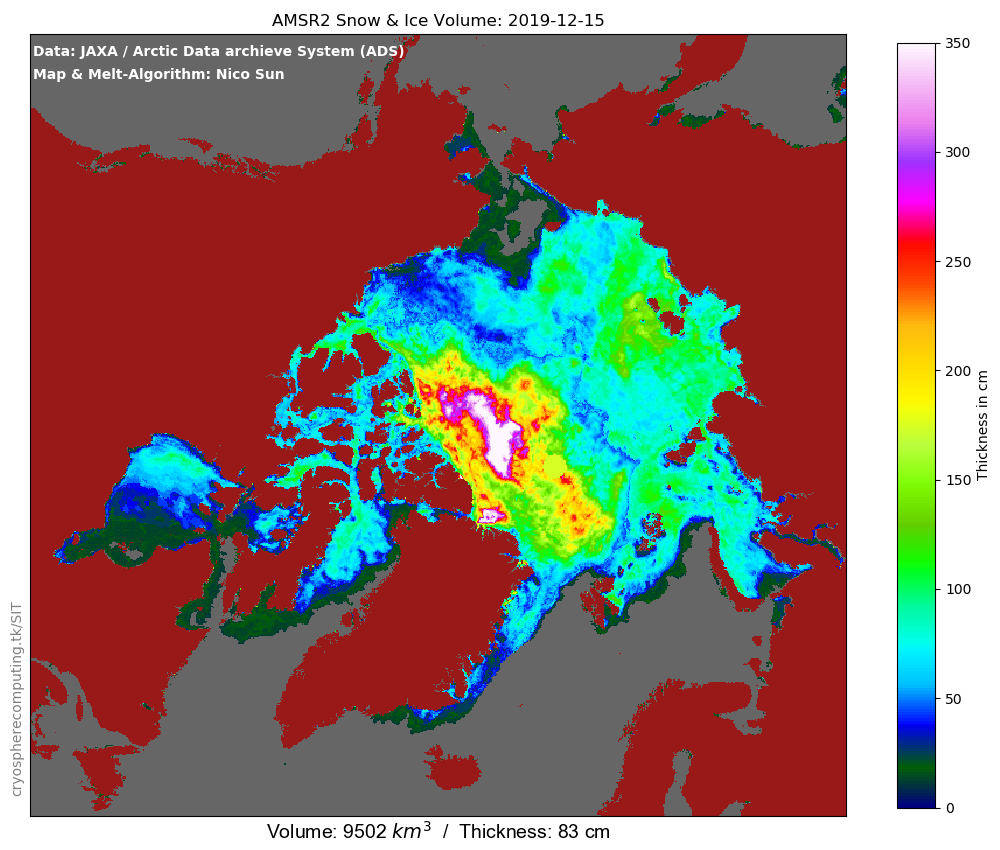 AMSR2 Snow & Ice Volume: 2019-12-15
Data: JAXA / Arctic Data archieve System (ADS)
Map & Melt-Algorithm: Nico Sun
350
300
250
200
150
100
50
0
Thickness in cm
cryospherecomputing.tk/SIT
Volume: 9502 km³ / Thickness: 83 cm